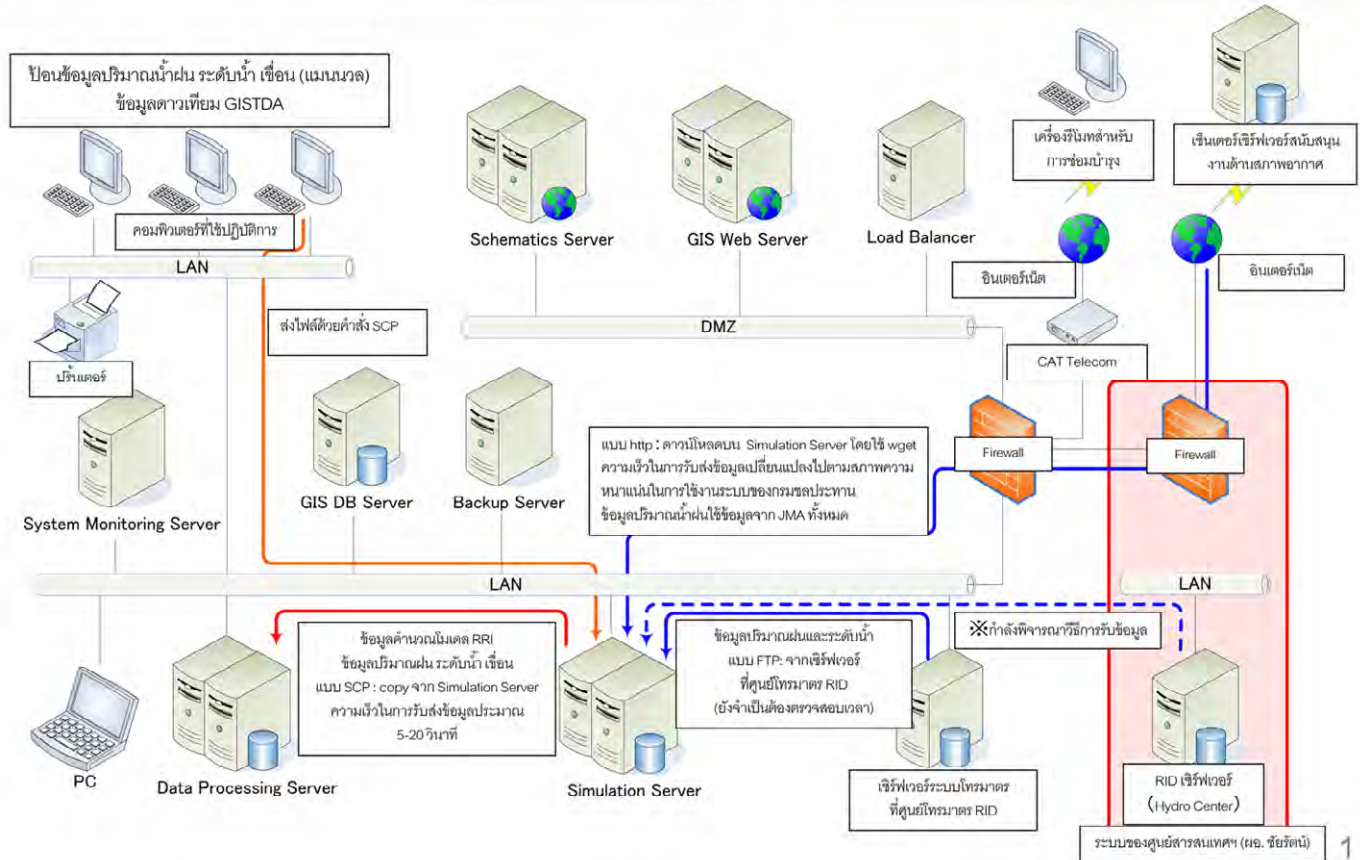 ป้อนข้อมูลปริมาณน้ำฝน ระดับน้ำ เขื่อน (แมนนวล)
ข้อมูลดาวเทียม GISTDA
คอมพิวเตอร์ที่ใช้ปฏิบัติการ
LAN
ปริ้นเตอร์
ส่งไฟล์ด้วยคำสั่ง SCP
Schematics Server
GIS Web Server
Load Balancer
DMZ
เครื่องรีโมทสำหรับ
การซ่อมบำรุง
เซ็นเตอร์เซิร์ฟเวอร์สนับสนุน
งานด้านสภาพอากาศ
อินเตอร์เน็ต
อินเตอร์เน็ต
CAT Telecom
Firewall
Firewall
System Monitoring Server
GIS DB Server
Backup Server
แบบ http : ดาวน์โหลดบน Simulation Server โดยใช้ wget
ความเร็วในการรับส่งข้อมูลเปลี่ยนแปลงไปตามสภาพความ
หนาแน่นในการใช้งานระบบของกรมชลประทาน
ข้อมูลปริมาณน้ำฝนใช้ข้อมูลจาก JMA ทั้งหมด
LAN
LAN
ข้อมูลคำนวณโมเดล RRI
ข้อมูลปริมาณฝน ระดับน้ำ เขื่อน
แบบ SCP : copy จาก Simulation Server
ความเร็วในการรับส่งข้อมูลประมาณ
5-20 วินาที
ข้อมูลปริมาณฝนและระดับน้ำ
แบบ FTP: จากเซิร์ฟเวอร์
ที่ศูนย์โทรมาตร RID
(ยังจำเป็นต้องตรวจสอบเวลา)
※กำลังพิจารณาวิธีการรับข้อมูล
PC
Data Processing Server
Simulation Server
เซิร์ฟเวอร์ระบบโทรมาตร
ที่ศูนย์โทรมาตร RID
RID เซิร์ฟเวอร์
(Hydro Center)
ระบบของศูนย์สารสนเทศฯ (ผอ. ชัยรัตน์)
1